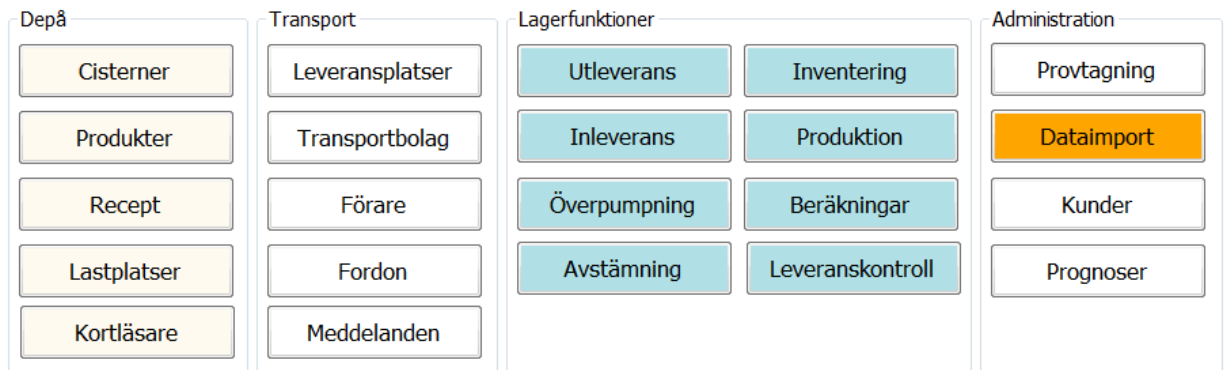 Depå
Cisterner
Produkter
Recept
Lastplatser
Kortläsare
Transport
Leveransplatser
Transportbolag
Förare
Fordon
Meddelanden
Lagerfunktioner
Utleverans
Inventering
Inleverans
Produktion
Överpumpning
Beräkningar
Avstämning
Leveranskontroll
Administration
Provtagning
Dataimport
Kunder
Prognoser